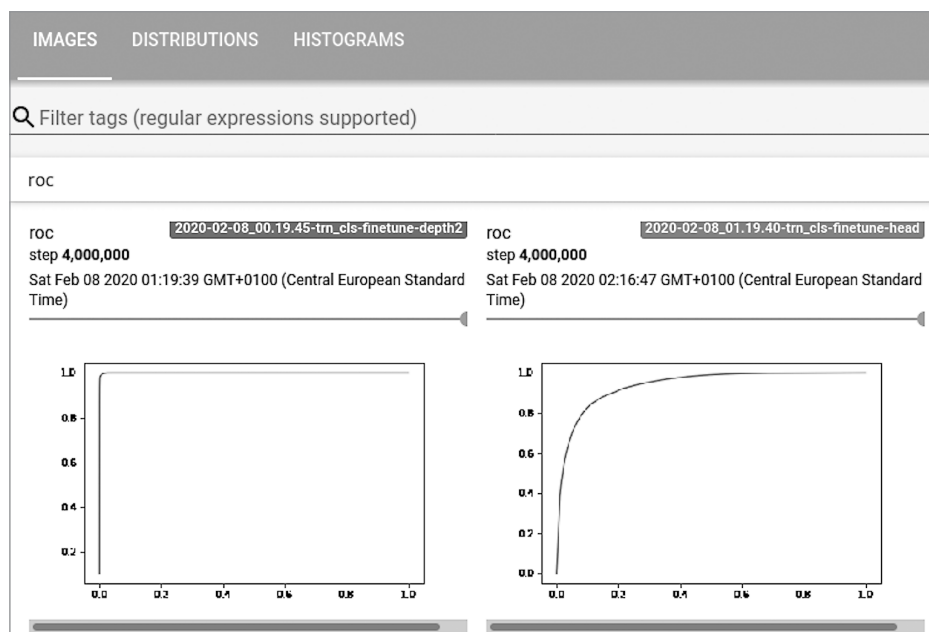 IMAGES DISTRIBUTIONS HISTOGRAMS
Filter tags (regular expressions supported)
roc
roc 2020-02-08_00.19.45-trn_cls-finetune-depth2
step 4,000,000
Sat Feb 08 2020 01:19:39 GMT+0100 (Central European Standard
Time)
1.0
0.8
0.6
0.4
0.2
0.0 0.2 0.4 0.6 0.8 1.0
roc 2020-02-08_01.19.40-trn_cls-finetune-head
step 4,000,000
Sat Feb 08 2020 02:16:47 GMT+0100 (Central European Standard
Time)
1.0
0.8
0.6
0.4
0.2
0.0
0.0 0.2 0.4 0.6 0.8 1.0